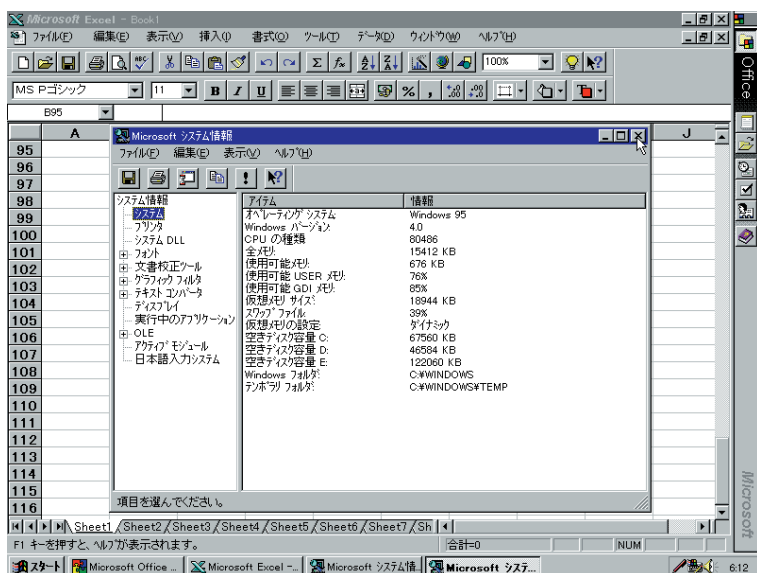 Microsoft Excel - Book1
ファイル(F) 編集(E) 表示(V) 挿入(I) 書式(O) ツール(T) データ(D) ウィンドウ(W) ヘルプ(H)
100%
MS Pゴシック 11 B I U % ,
B95
A J
95
96
97
98
99
100
101
102
103
104
105
106
107
108
109
110
111
112
113
114
115
116
Microsoft システム情報
ファイル(F) 編集(E) 表示(V) ヘルプ(H)
システム情報
システム
プリンタ
システム DLL
フォント
文書校正ツール
グラフィック フィルタ
テキスト コンバータ
ディスプレイ
実行中のアプリケーション
OLE
アクティブ モジュール
日本語入力システム
アイテム 情報
オペレーティング システム Windows 95
Windows バージョン: 4.0
CPU の種類 80486
全メモリ: 15412 KB
使用可能メモリ: 676 KB
使用可能 USER メモリ: 76%
使用可能 GDI メモリ: 85%
仮想メモリ サイズ: 18944 KB
スワップ ファイル: 39%
仮想メモリの設定 ダイナミック
空きディスク容量 C: 67560 KB
空きディスク容量 D: 46584 KB
空きディスク容量 E: 122060 KB
Windows フォルダ: C:¥WINDOWS
テンポラリ フォルダ: C:¥WINDOWS¥TEMP
項目を選んでください。
Sheet1 Sheet2 Sheet3 Sheet4 Sheet5 Sheet6 Sheet7 Sh
F1 キーを押すと、ヘルプが表示されます。 合計=0 NUM
スタート Microsoft Office ... Microsoft Excel -... Microsoft システム情... Microsoft システ... 6:12
Office
Microsoft